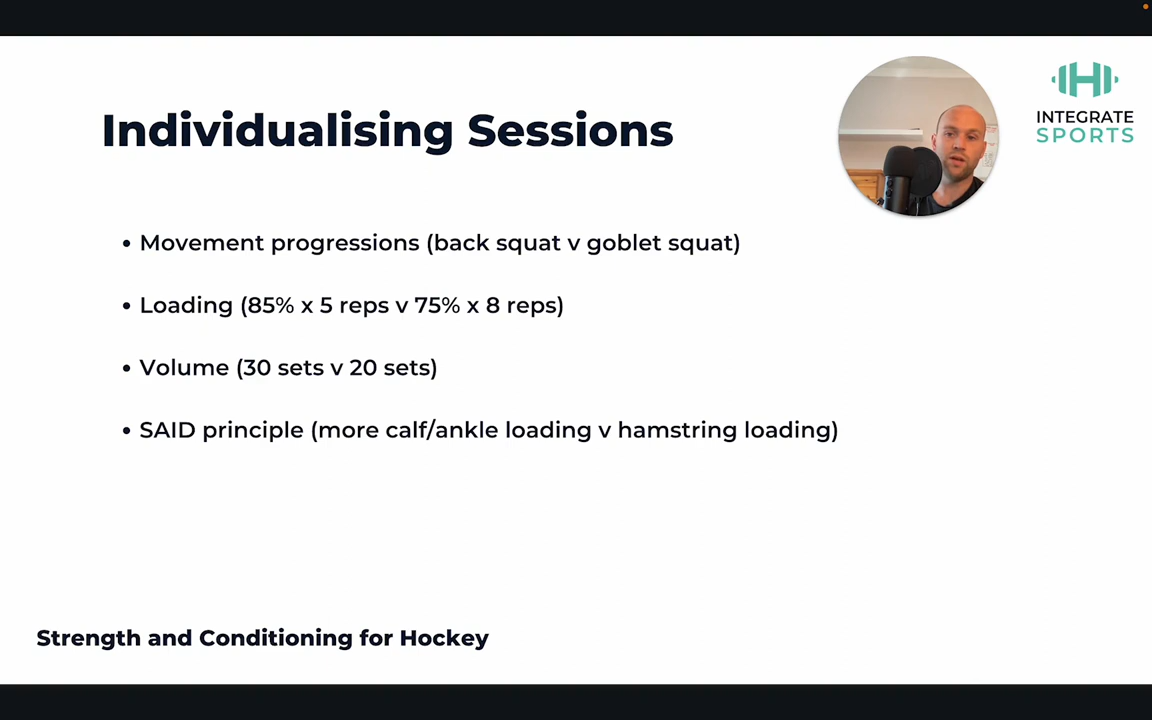 Individualising Sessions
INTEGRATE
SPORTS
• Movement progressions (back squat v goblet squat)
• Loading (85% x 5 reps v 75% x 8 reps)
• Volume (30 sets v 20 sets)
• SAID principle (more calf/ankle loading v hamstring loading)
Strength and Conditioning for Hockey